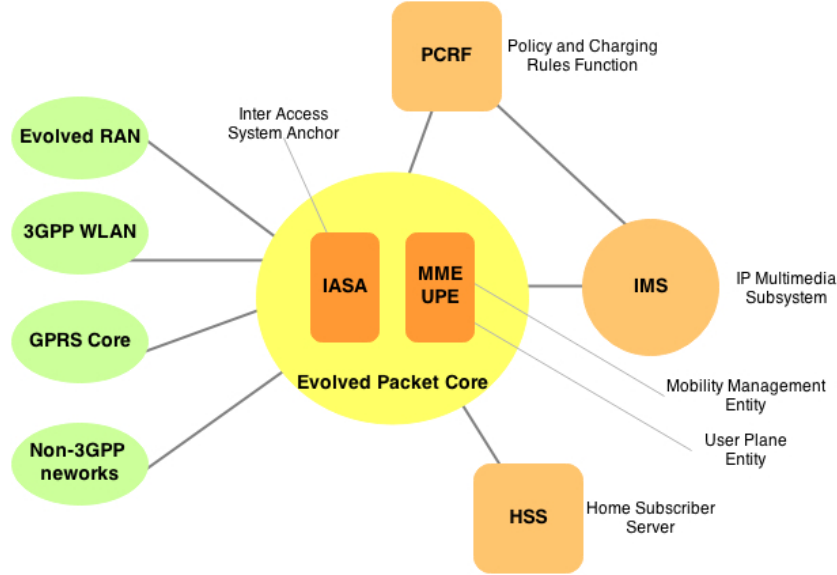 PCRF
Policy and Charging
Rules Function
Inter Access
System Anchor
Evolved RAN
3GPP WLAN
GPRS Core
Non-3GPP
neworks
IASA
MME
UPE
Evolved Packet Core
IMS
IP Multimedia
Subsystem
Mobility Management
Entity
User Plane
Entity
HSS
Home Subscriber
Server